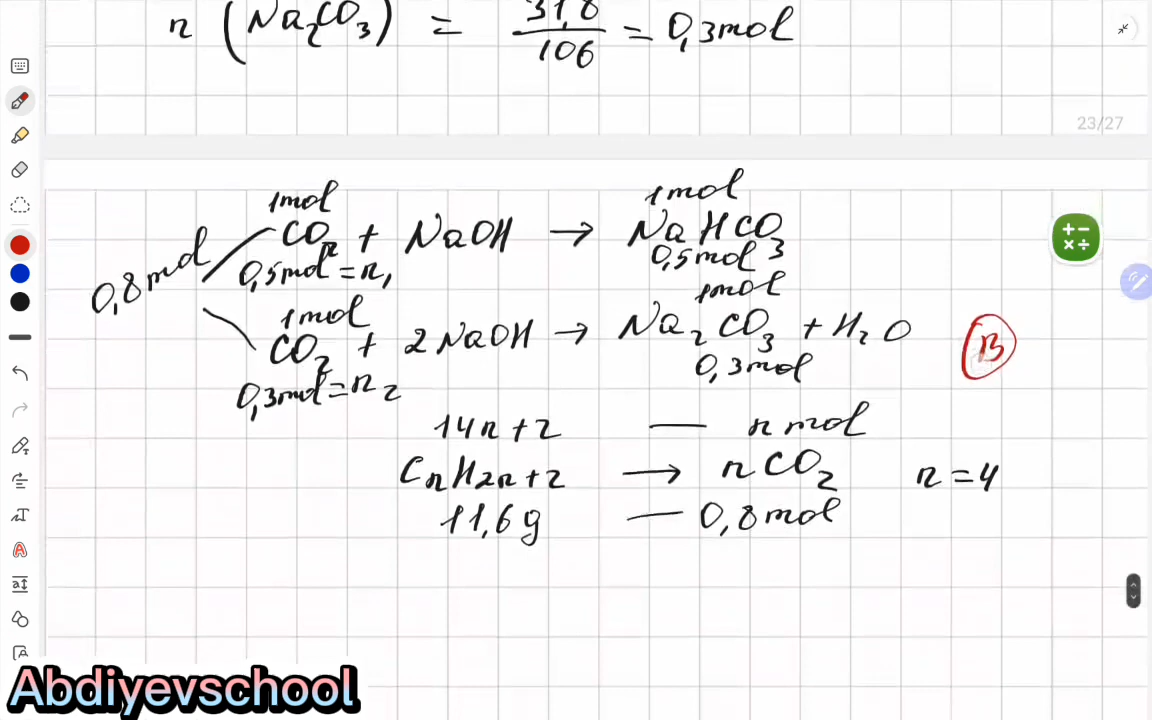 n (Na₂CO₃) = 31,8/106 = 0,3mol
23/27
1mol 1mol
CO₂ + NaOH → NaHCO₃
0,8mol 0,5mol = n₁ 0,5mol
1mol 1mol
CO₂ + 2NaOH → Na₂CO₃ + H₂O B
0,3mol = n₂ 0,3mol
14n+2 — n mol
CnH2n+2 → nCO₂ n=4
11,6g — 0,8mol
Abdiyevschool